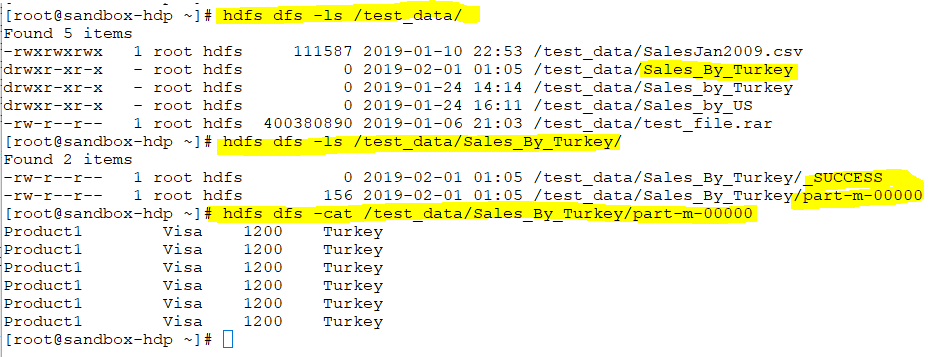 [root@sandbox-hdp ~]# hdfs dfs -ls /test_data/
Found 5 items
-rwxrwxrwx   1 root hdfs     111587 2019-01-10 22:53 /test_data/SalesJan2009.csv
drwxr-xr-x   - root hdfs          0 2019-02-01 01:05 /test_data/Sales_By_Turkey
drwxr-xr-x   - root hdfs          0 2019-01-24 14:14 /test_data/Sales_by_Turkey
drwxr-xr-x   - root hdfs          0 2019-01-24 16:11 /test_data/Sales_by_US
-rw-r--r--   1 root hdfs  400380890 2019-01-06 21:03 /test_data/test_file.rar
[root@sandbox-hdp ~]# hdfs dfs -ls /test_data/Sales_By_Turkey/
Found 2 items
-rw-r--r--   1 root hdfs          0 2019-02-01 01:05 /test_data/Sales_By_Turkey/_SUCCESS
-rw-r--r--   1 root hdfs        156 2019-02-01 01:05 /test_data/Sales_By_Turkey/part-m-00000
[root@sandbox-hdp ~]# hdfs dfs -cat /test_data/Sales_By_Turkey/part-m-00000
Product1        Visa    1200    Turkey
Product1        Visa    1200    Turkey
Product1        Visa    1200    Turkey
Product1        Visa    1200    Turkey
Product1        Visa    1200    Turkey
Product1        Visa    1200    Turkey
[root@sandbox-hdp ~]#